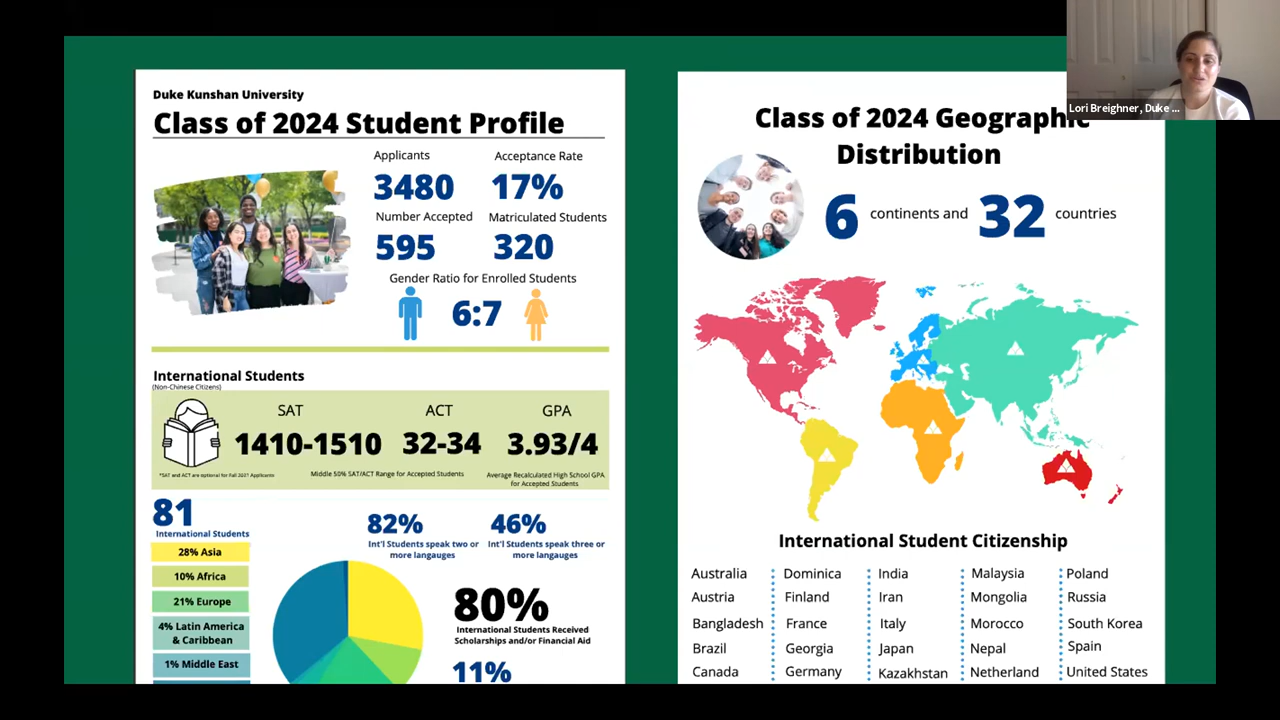 Lori Breighner, Duke ...
Duke Kunshan University
Class of 2024 Student Profile
Applicants
Acceptance Rate
3480
17%
Number Accepted
Matriculated Students
595
320
Gender Ratio for Enrolled Students
6:7
International Students
(Non-Chinese Citizens)
SAT
ACT
GPA
1410-1510
32-34
3.93/4
*SAT and ACT are optional for Fall 2021 Applicants
Middle 50% SAT/ACT Range for Accepted Students
Average Recalculated High School GPA
for Accepted Students
81
International Students
82%
Int'l Students speak two or
more langauges
46%
Int'l Students speak three or
more langauges
28% Asia
10% Africa
21% Europe
4% Latin America
& Caribbean
1% Middle East
80%
International Students Received
Scholarships and/or Financial Aid
11%
Class of 2024 Geographic
Distribution
6 continents and 32 countries
International Student Citizenship
Australia
Austria
Bangladesh
Brazil
Canada
Dominica
Finland
France
Georgia
Germany
India
Iran
Italy
Japan
Kazakhstan
Malaysia
Mongolia
Morocco
Nepal
Netherland
Poland
Russia
South Korea
Spain
United States